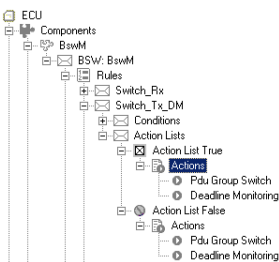 ECU
Components
BswM
BSW: BswM
Rules
Switch_Rx
Switch_Tx_DM
Conditions
Action Lists
Action List True
Actions
Pdu Group Switch
Deadline Monitoring
Action List False
Actions
Pdu Group Switch
Deadline Monitoring